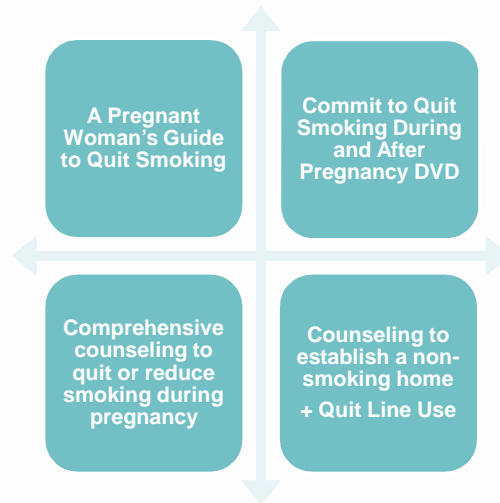 A Pregnant
Woman's Guide
to Quit Smoking
Commit to Quit
Smoking During
and After
Pregnancy DVD
Comprehensive
counseling to
quit or reduce
smoking during
pregnancy
Counseling to
establish a non-
smoking home
+ Quit Line Use